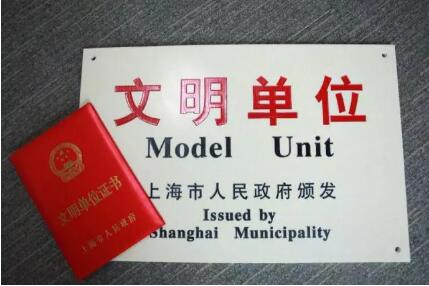 文明单位
Model Unit
上海市人民政府颁发
Issued by
Shanghai Municipality
文明单位证书
上海市人民政府